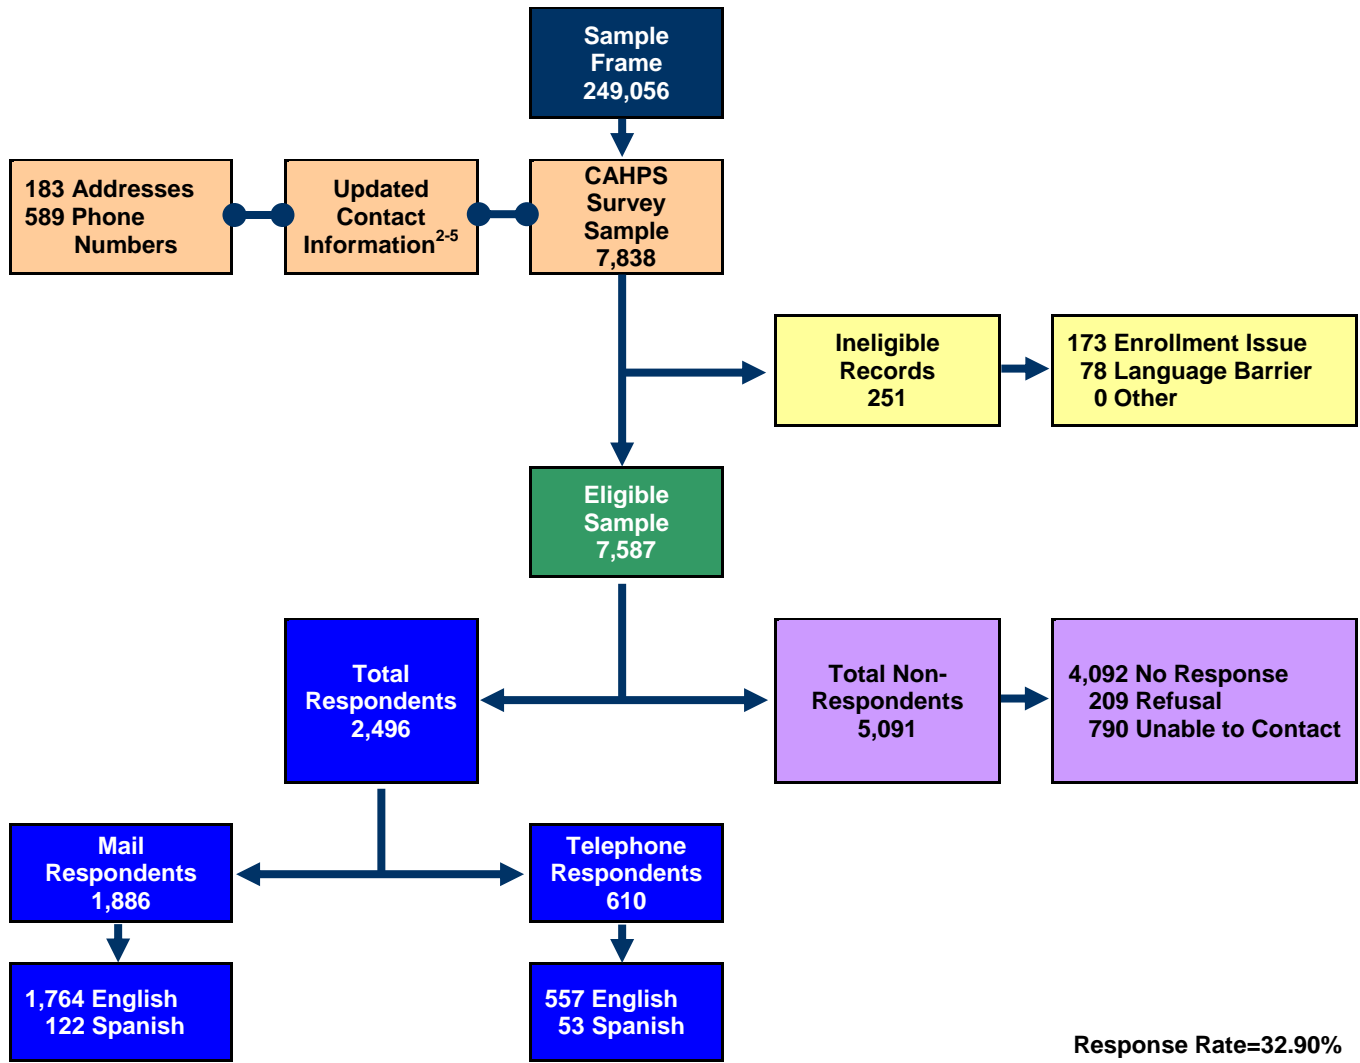 Sample
Frame
249,056
183 Addresses
589 Phone
Numbers
Updated
Contact
Information2-5
CAHPS
Survey
Sample
7,838
Ineligible
Records
251
173 Enrollment Issue
78 Language Barrier
0 Other
Eligible
Sample
7,587
Total
Respondents
2,496
Total Non-
Respondents
5,091
4,092 No Response
209 Refusal
790 Unable to Contact
Mail
Respondents
1,886
Telephone
Respondents
610
1,764 English
122 Spanish
557 English
53 Spanish
Response Rate=32.90%